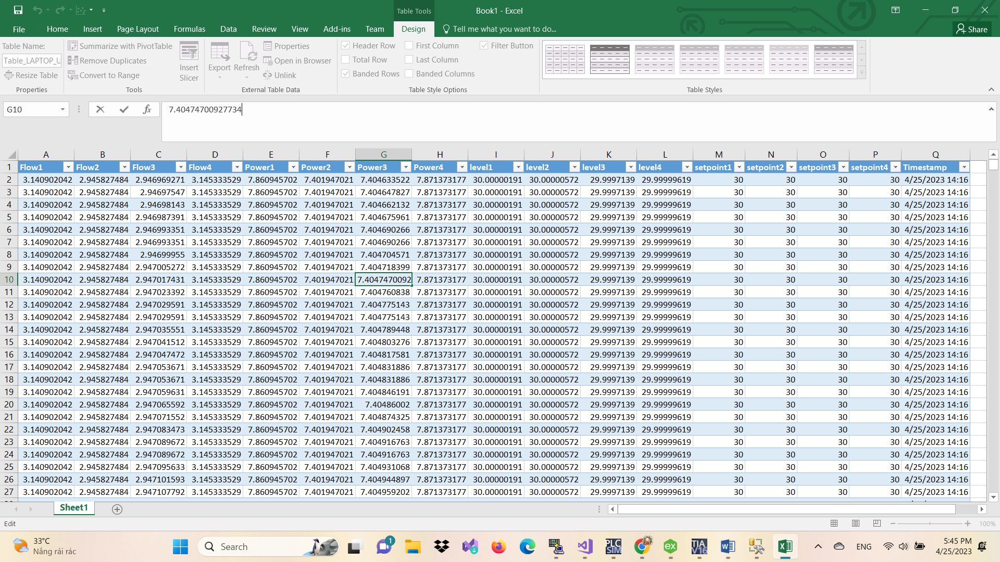 Table Tools
Book1 - Excel
File Home Insert Page Layout Formulas Data Review View Add-ins Team Design Tell me what you want to do... Share
Table Name:
Table_LAPTOP_U
Resize Table
Properties
Summarize with PivotTable
Remove Duplicates
Convert to Range
Insert
Slicer
Tools
Export
Refresh
Properties
Open in Browser
Unlink
External Table Data
Header Row First Column Filter Button
Total Row Last Column
Banded Rows Banded Columns
Table Style Options
Table Styles
G10 fx 7.40474700927734
A B C D E F G H I J K L M N O P Q
1 Flow1 Flow2 Flow3 Flow4 Power1 Power2 Power3 Power4 level1 level2 level3 level4 setpoint1 setpoint2 setpoint3 setpoint4 Timestamp
2 3.140902042 2.945827484 2.946969271 3.145333529 7.860945702 7.401947021 7.404633522 7.871373177 30.00000191 30.00000572 29.9997139 29.99999619 30 30 30 30 4/25/2023 14:16
3 3.140902042 2.945827484 2.94697547 3.145333529 7.860945702 7.401947021 7.404647827 7.871373177 30.00000191 30.00000572 29.9997139 29.99999619 30 30 30 30 4/25/2023 14:16
4 3.140902042 2.945827484 2.94698143 3.145333529 7.860945702 7.401947021 7.404662132 7.871373177 30.00000191 30.00000572 29.9997139 29.99999619 30 30 30 30 4/25/2023 14:16
5 3.140902042 2.945827484 2.946987391 3.145333529 7.860945702 7.401947021 7.404675961 7.871373177 30.00000191 30.00000572 29.9997139 29.99999619 30 30 30 30 4/25/2023 14:16
6 3.140902042 2.945827484 2.946993351 3.145333529 7.860945702 7.401947021 7.404690266 7.871373177 30.00000191 30.00000572 29.9997139 29.99999619 30 30 30 30 4/25/2023 14:16
7 3.140902042 2.945827484 2.946993351 3.145333529 7.860945702 7.401947021 7.404690266 7.871373177 30.00000191 30.00000572 29.9997139 29.99999619 30 30 30 30 4/25/2023 14:16
8 3.140902042 2.945827484 2.94699955 3.145333529 7.860945702 7.401947021 7.404704571 7.871373177 30.00000191 30.00000572 29.9997139 29.99999619 30 30 30 30 4/25/2023 14:16
9 3.140902042 2.945827484 2.947005272 3.145333529 7.860945702 7.401947021 7.404718399 7.871373177 30.00000191 30.00000572 29.9997139 29.99999619 30 30 30 30 4/25/2023 14:16
10 3.140902042 2.945827484 2.947017431 3.145333529 7.860945702 7.401947021 7.4047470092 7.871373177 30.00000191 30.00000572 29.9997139 29.99999619 30 30 30 30 4/25/2023 14:16
11 3.140902042 2.945827484 2.947023392 3.145333529 7.860945702 7.401947021 7.404760838 7.871373177 30.00000191 30.00000572 29.9997139 29.99999619 30 30 30 30 4/25/2023 14:16
12 3.140902042 2.945827484 2.947029591 3.145333529 7.860945702 7.401947021 7.404775143 7.871373177 30.00000191 30.00000572 29.9997139 29.99999619 30 30 30 30 4/25/2023 14:16
13 3.140902042 2.945827484 2.947029591 3.145333529 7.860945702 7.401947021 7.404775143 7.871373177 30.00000191 30.00000572 29.9997139 29.99999619 30 30 30 30 4/25/2023 14:16
14 3.140902042 2.945827484 2.947035551 3.145333529 7.860945702 7.401947021 7.404789448 7.871373177 30.00000191 30.00000572 29.9997139 29.99999619 30 30 30 30 4/25/2023 14:16
15 3.140902042 2.945827484 2.947041512 3.145333529 7.860945702 7.401947021 7.404803276 7.871373177 30.00000191 30.00000572 29.9997139 29.99999619 30 30 30 30 4/25/2023 14:16
16 3.140902042 2.945827484 2.947047472 3.145333529 7.860945702 7.401947021 7.404817581 7.871373177 30.00000191 30.00000572 29.9997139 29.99999619 30 30 30 30 4/25/2023 14:16
17 3.140902042 2.945827484 2.947053671 3.145333529 7.860945702 7.401947021 7.404831886 7.871373177 30.00000191 30.00000572 29.9997139 29.99999619 30 30 30 30 4/25/2023 14:16
18 3.140902042 2.945827484 2.947053671 3.145333529 7.860945702 7.401947021 7.404831886 7.871373177 30.00000191 30.00000572 29.9997139 29.99999619 30 30 30 30 4/25/2023 14:16
19 3.140902042 2.945827484 2.947059631 3.145333529 7.860945702 7.401947021 7.404846191 7.871373177 30.00000191 30.00000572 29.9997139 29.99999619 30 30 30 30 4/25/2023 14:16
20 3.140902042 2.945827484 2.947065592 3.145333529 7.860945702 7.401947021 7.40486002 7.871373177 30.00000191 30.00000572 29.9997139 29.99999619 30 30 30 30 4/25/2023 14:16
21 3.140902042 2.945827484 2.947071552 3.145333529 7.860945702 7.401947021 7.404874325 7.871373177 30.00000191 30.00000572 29.9997139 29.99999619 30 30 30 30 4/25/2023 14:16
22 3.140902042 2.945827484 2.947083473 3.145333529 7.860945702 7.401947021 7.404902458 7.871373177 30.00000191 30.00000572 29.9997139 29.99999619 30 30 30 30 4/25/2023 14:16
23 3.140902042 2.945827484 2.947089672 3.145333529 7.860945702 7.401947021 7.404916763 7.871373177 30.00000191 30.00000572 29.9997139 29.99999619 30 30 30 30 4/25/2023 14:16
24 3.140902042 2.945827484 2.947089672 3.145333529 7.860945702 7.401947021 7.404916763 7.871373177 30.00000191 30.00000572 29.9997139 29.99999619 30 30 30 30 4/25/2023 14:16
25 3.140902042 2.945827484 2.947095633 3.145333529 7.860945702 7.401947021 7.404931068 7.871373177 30.00000191 30.00000572 29.9997139 29.99999619 30 30 30 30 4/25/2023 14:16
26 3.140902042 2.945827484 2.947101593 3.145333529 7.860945702 7.401947021 7.404944897 7.871373177 30.00000191 30.00000572 29.9997139 29.99999619 30 30 30 30 4/25/2023 14:16
27 3.140902042 2.945827484 2.947107792 3.145333529 7.860945702 7.401947021 7.404959202 7.871373177 30.00000191 30.00000572 29.9997139 29.99999619 30 30 30 30 4/25/2023 14:16
Sheet1
Edit 100%
33°C
Nắng rải rác
Search
1
PLC
SIM
ex
TIA
V16
ENG
5:45 PM
4/25/2023